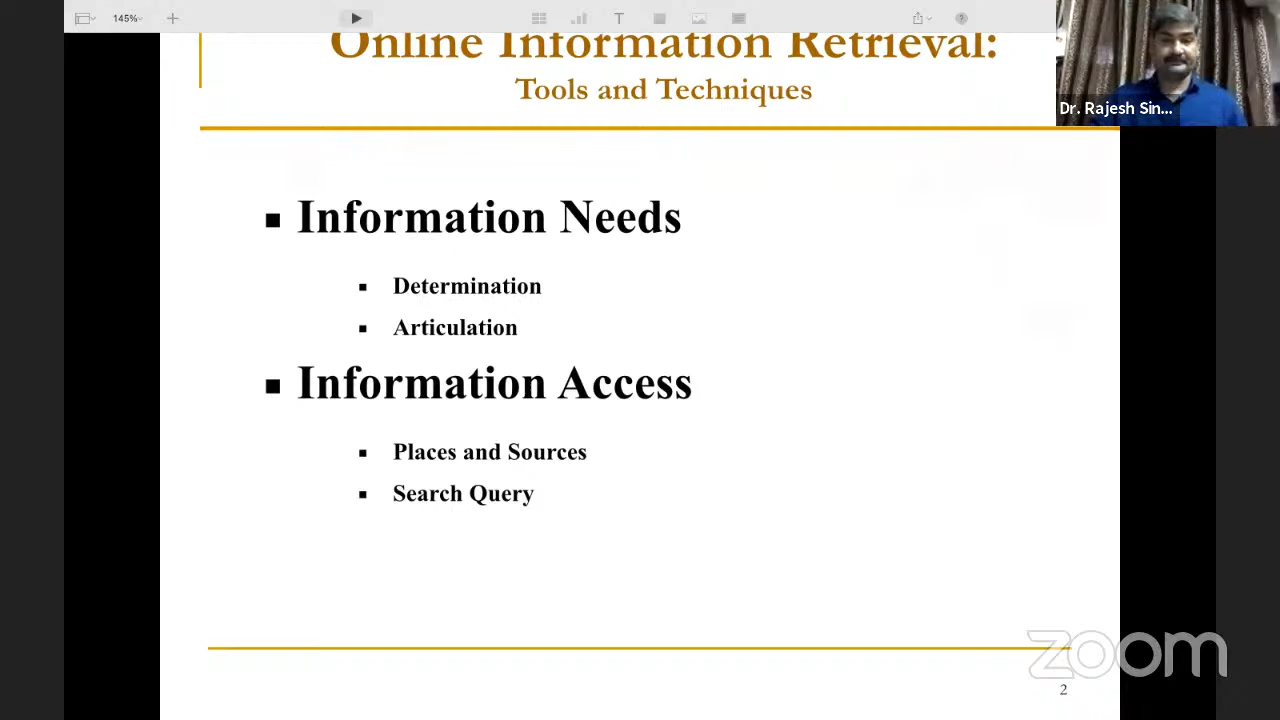 145%
T
?
Online Information Retrieval:
Tools and Techniques
Dr. Rajesh Sin...
▪ Information Needs
▪ Determination
▪ Articulation
▪ Information Access
▪ Places and Sources
▪ Search Query
zoom
2